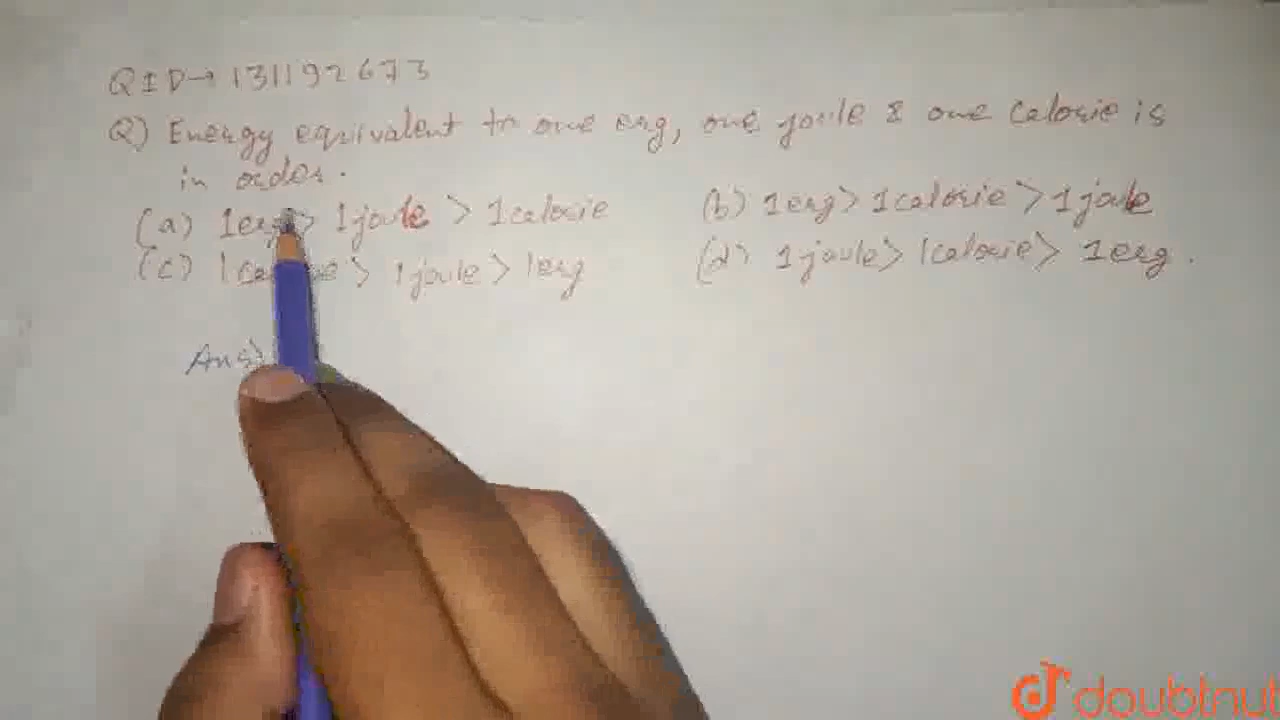 QID→131192673
Q) Energy equivalent to one erg, one joule & one calorie is
in order.
(a) 1erg > 1joule > 1calorie (b) 1erg > 1calorie > 1joule
(c) 1 > 1joule > 1erg (d) 1joule > 1calorie > 1erg.
Ans)
doubtnut